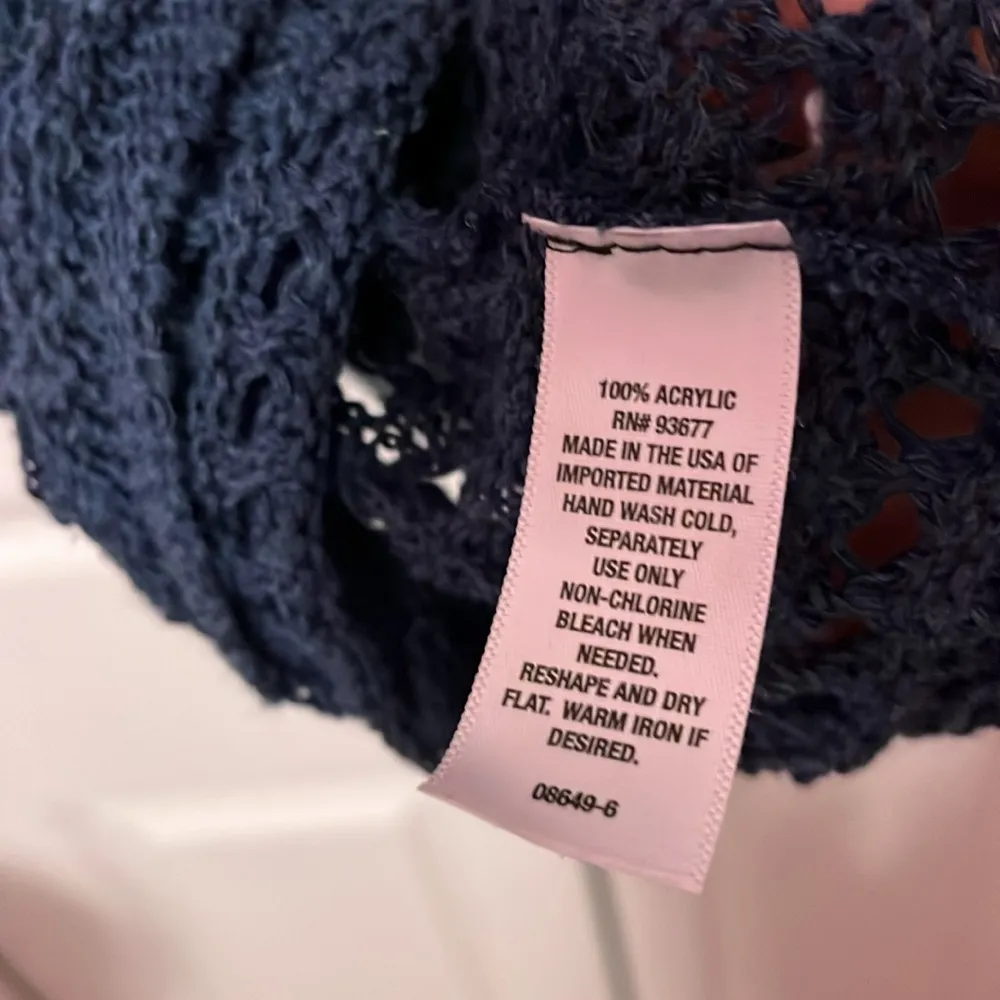 100% ACRYLIC
RN# 93677
MADE IN THE USA OF
IMPORTED MATERIAL
HAND WASH COLD,
SEPARATELY
USE ONLY
NON-CHLORINE
BLEACH WHEN
NEEDED.
RESHAPE AND DRY
FLAT. WARM IRON IF
DESIRED.
08649-6